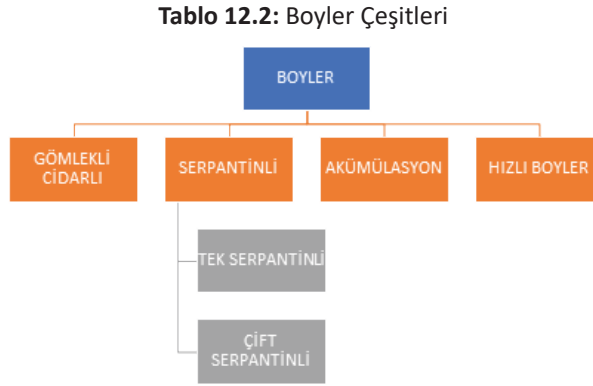 Tablo 12.2: Boyler Çeşitleri
BOYLER
GÖMLEKLİ
CİDARLI
SERPANTİNLİ
AKÜMÜLASYON
HIZLI BOYLER
TEK SERPANTİNLİ
ÇİFT
SERPANTİNLİ